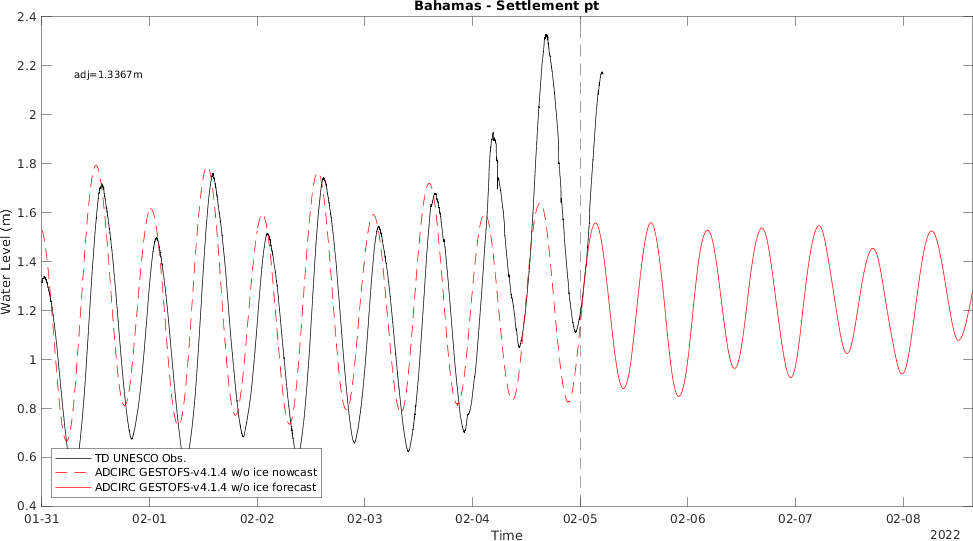 Bahamas - Settlement pt
2.4
2.2
2
1.8
1.6
1.4
1.2
1
0.8
0.6
0.4
Water Level (m)
adj=1.3367m
TD UNESCO Obs.
ADCIRC GESTOFS-v4.1.4 w/o ice nowcast
ADCIRC GESTOFS-v4.1.4 w/o ice forecast
01-31 02-01 02-02 02-03 02-04 02-05 02-06 02-07 02-08
Time
2022